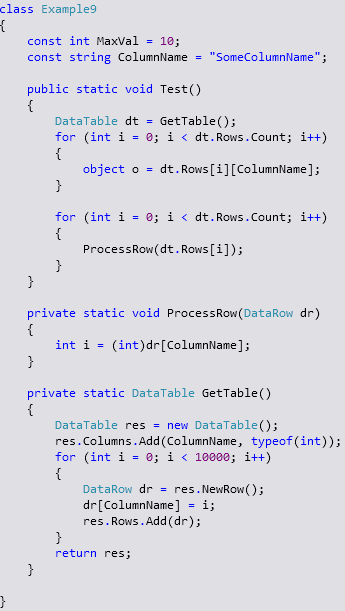 class Example9
{
    const int MaxVal = 10;
    const string ColumnName = "SomeColumnName";

    public static void Test()
    {
        DataTable dt = GetTable();
        for (int i = 0; i < dt.Rows.Count; i++)
        {
            object o = dt.Rows[i][ColumnName];
        }

        for (int i = 0; i < dt.Rows.Count; i++)
        {
            ProcessRow(dt.Rows[i]);
        }
    }

    private static void ProcessRow(DataRow dr)
    {
        int i = (int)dr[ColumnName];
    }

    private static DataTable GetTable()
    {
        DataTable res = new DataTable();
        res.Columns.Add(ColumnName, typeof(int));
        for (int i = 0; i < 10000; i++)
        {
            DataRow dr = res.NewRow();
            dr[ColumnName] = i;
            res.Rows.Add(dr);
        }
        return res;
    }

}